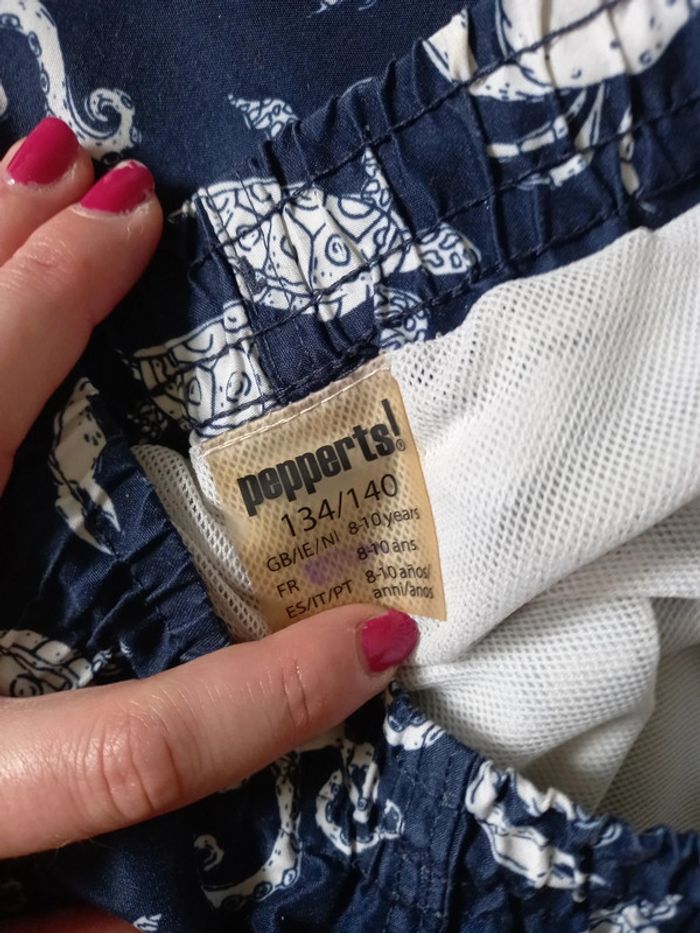 pepperts!®
134/140
GB/IE/NI 8-10 years
FR 8-10 ans
ES/IT/PT 8-10 años/
anni/anos